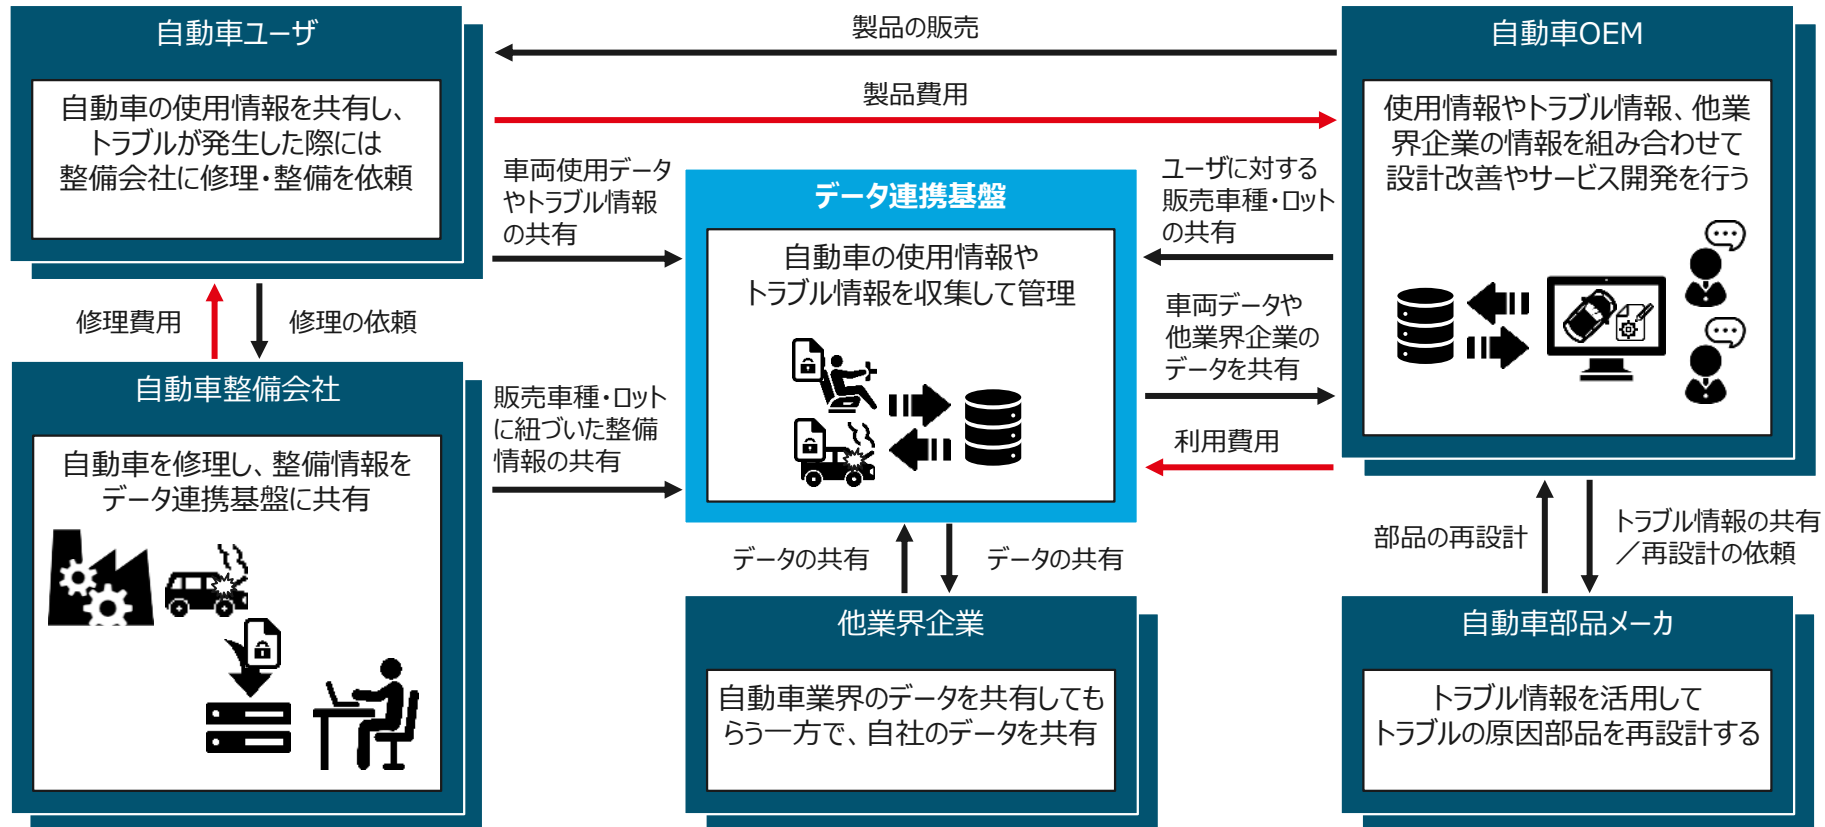 自動車ユーザ
自動車の使用情報を共有し、
トラブルが発生した際には
整備会社に修理・整備を依頼
製品の販売
製品費用
自動車OEM
使用情報やトラブル情報、他業
界企業の情報を組み合わせて
設計改善やサービス開発を行う
車両使用データ
やトラブル情報
の共有
データ連携基盤
自動車の使用情報や
トラブル情報を収集して管理
ユーザに対する
販売車種・ロット
の共有
車両データや
他業界企業の
データを共有
利用費用
修理費用
修理の依頼
自動車整備会社
自動車を修理し、整備情報を
データ連携基盤に共有
販売車種・ロット
に紐づいた整備
情報の共有
データの共有
データの共有
部品の再設計
トラブル情報の共有
／再設計の依頼
他業界企業
自動車業界のデータを共有しても
らう一方で、自社のデータを共有
自動車部品メーカ
トラブル情報を活用して
トラブルの原因部品を再設計する